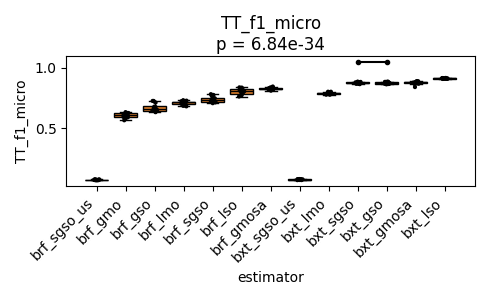 TT_f1_micro
p = 6.84e-34
TT_f1_micro
1.0
0.5
brf_sgso_us
brf_gmo
brf_gso
brf_lmo
brf_sgso
brf_lso
brf_gmosa
bxt_sgso_us
bxt_lmo
bxt_sgso
bxt_gso
bxt_gmosa
bxt_lso
estimator